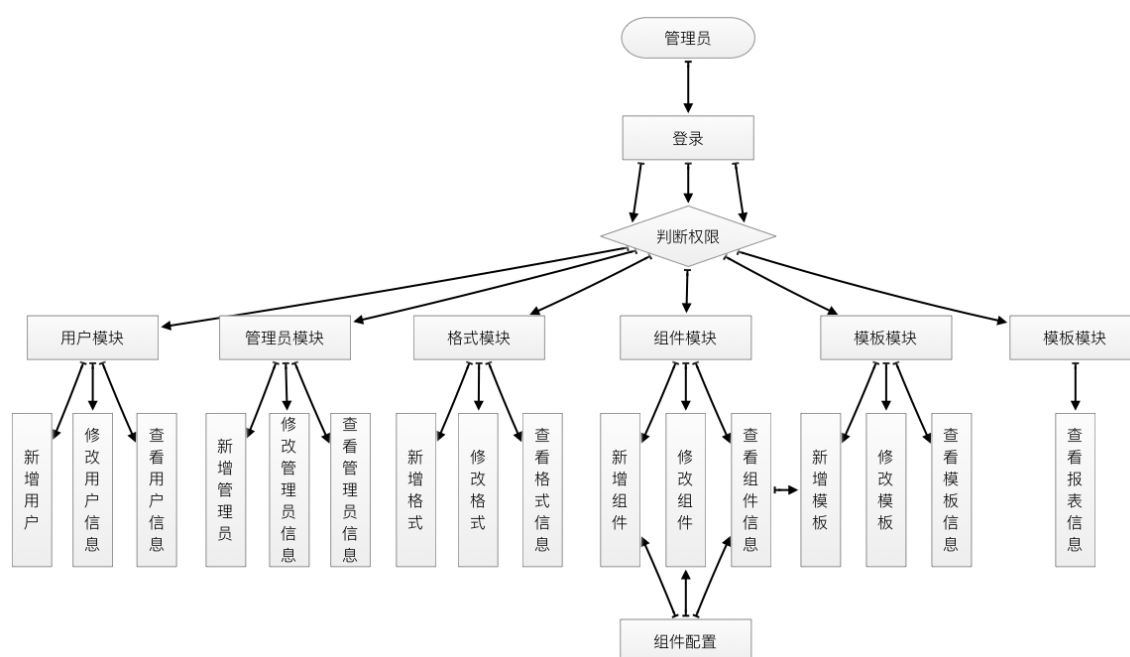 管理员
登录
判断权限
用户模块
管理员模块
格式模块
组件模块
模板模块
模板模块
新增用户
修改用户信息
查看用户信息
新增管理员
修改管理员信息
查看管理员信息
新增格式
修改格式
查看格式信息
新增组件
修改组件
查看组件信息
新增模板
修改模板
查看模板信息
查看报表信息
组件配置